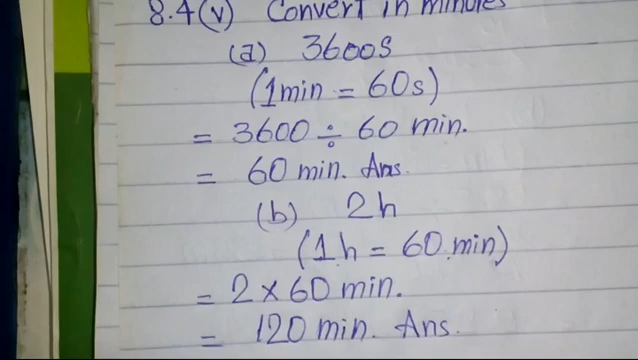 8.4(v) Convert in minutes
(a) 3600s
(1min = 60s)
= 3600 ÷ 60 min.
= 60 min. Ans.
(b) 2h
(1h = 60 min)
= 2 × 60 min.
= 120 min. Ans.